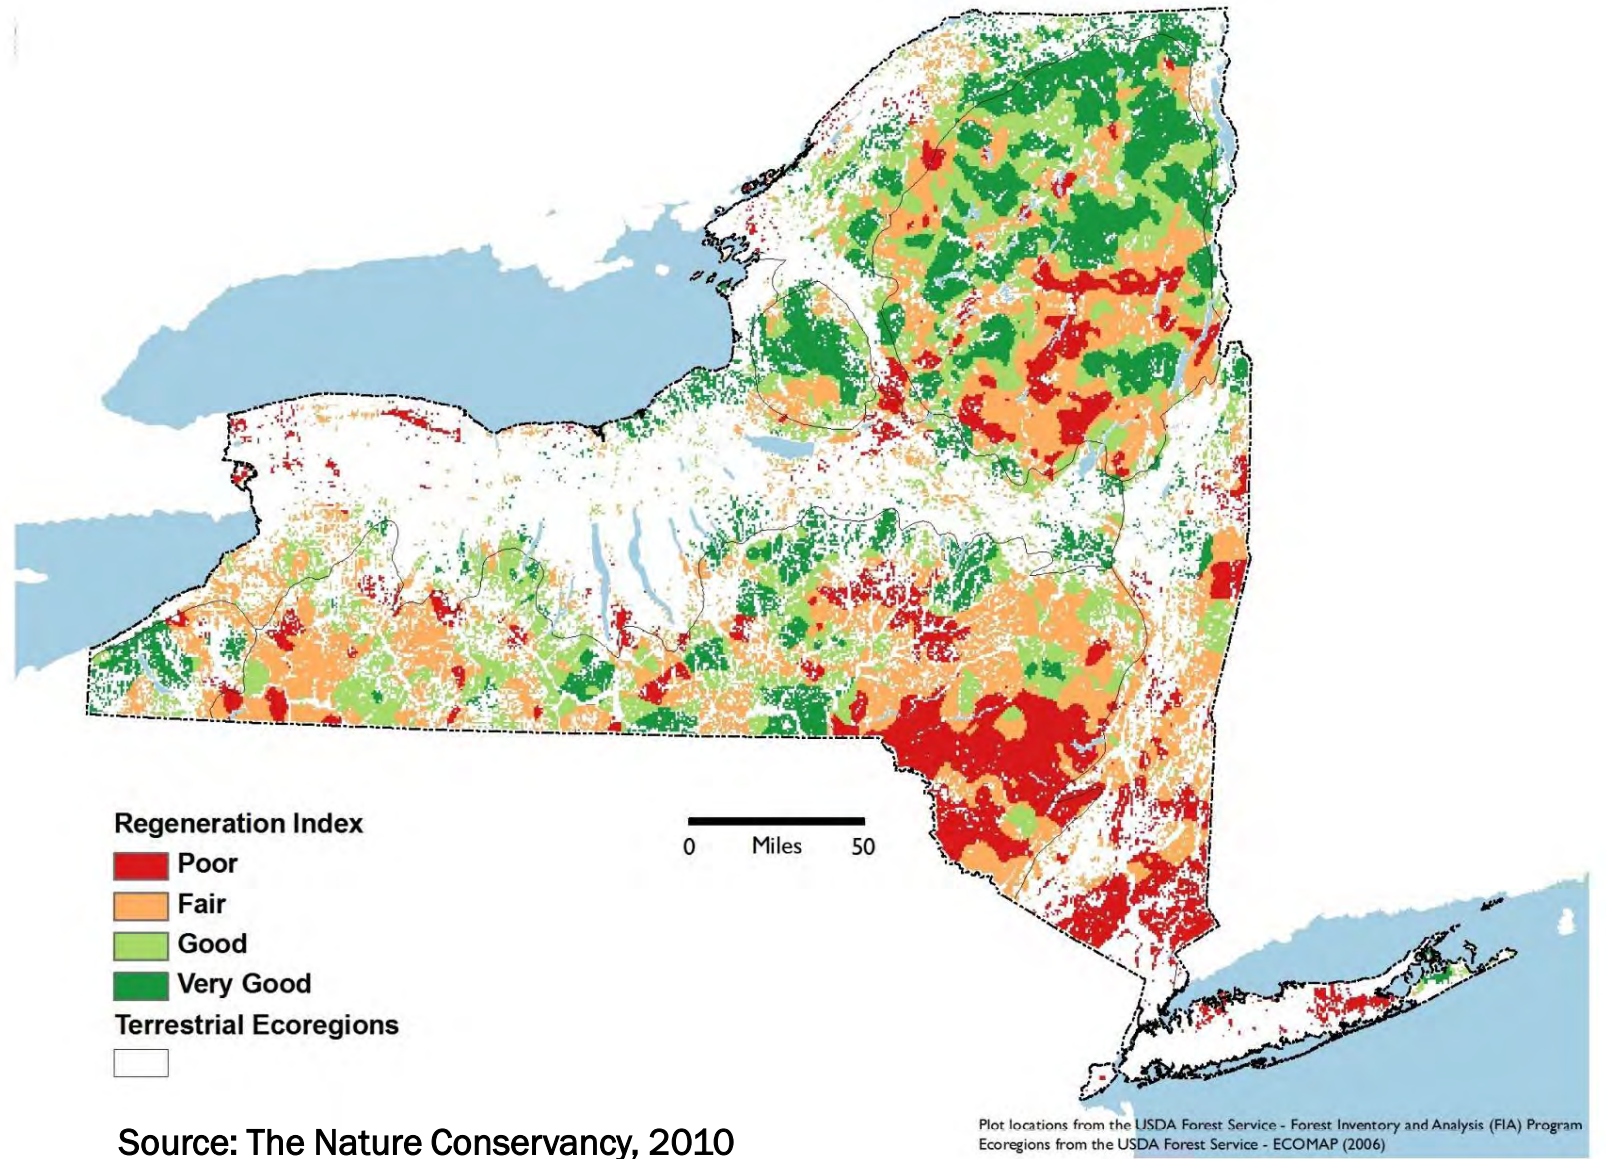 Regeneration Index
Poor
Fair
Good
Very Good
Terrestrial Ecoregions
0 Miles 50
Source: The Nature Conservancy, 2010
Plot locations from the USDA Forest Service - Forest Inventory and Analysis (FIA) Program
Ecoregions from the USDA Forest Service - ECOMAP (2006)